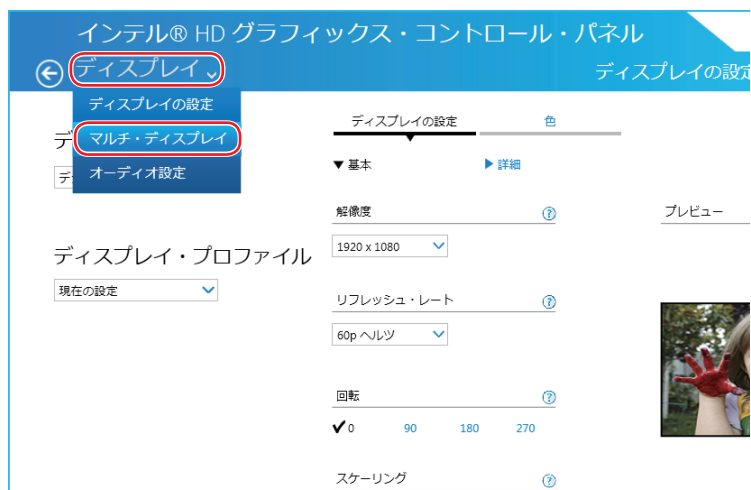 インテル® HD グラフィックス・コントロール・パネル
ディスプレイ
ディスプレイの設定
ディスプレイの設定
マルチ・ディスプレイ
オーディオ設定
ディスプレイの設定 色
▼ 基本 ▶ 詳細
解像度 ?
1920 x 1080
プレビュー
ディスプレイ・プロファイル
現在の設定
リフレッシュ・レート ?
60p ヘルツ
回転 ?
✔0 90 180 270
スケーリング ?